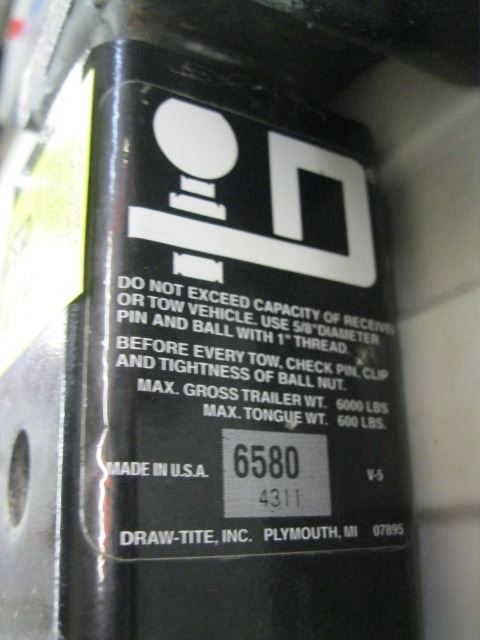 DO NOT EXCEED CAPACITY OF RECEIVER
OR TOW VEHICLE. USE 5/8" DIAMETER
PIN AND BALL WITH 1" THREAD.
BEFORE EVERY TOW, CHECK PIN, CLIP
AND TIGHTNESS OF BALL NUT.
MAX. GROSS TRAILER WT. 6000 LBS
MAX. TONGUE WT. 600 LBS.
MADE IN U.S.A. 6580 V-5
4311
DRAW-TITE, INC. PLYMOUTH, MI 07895